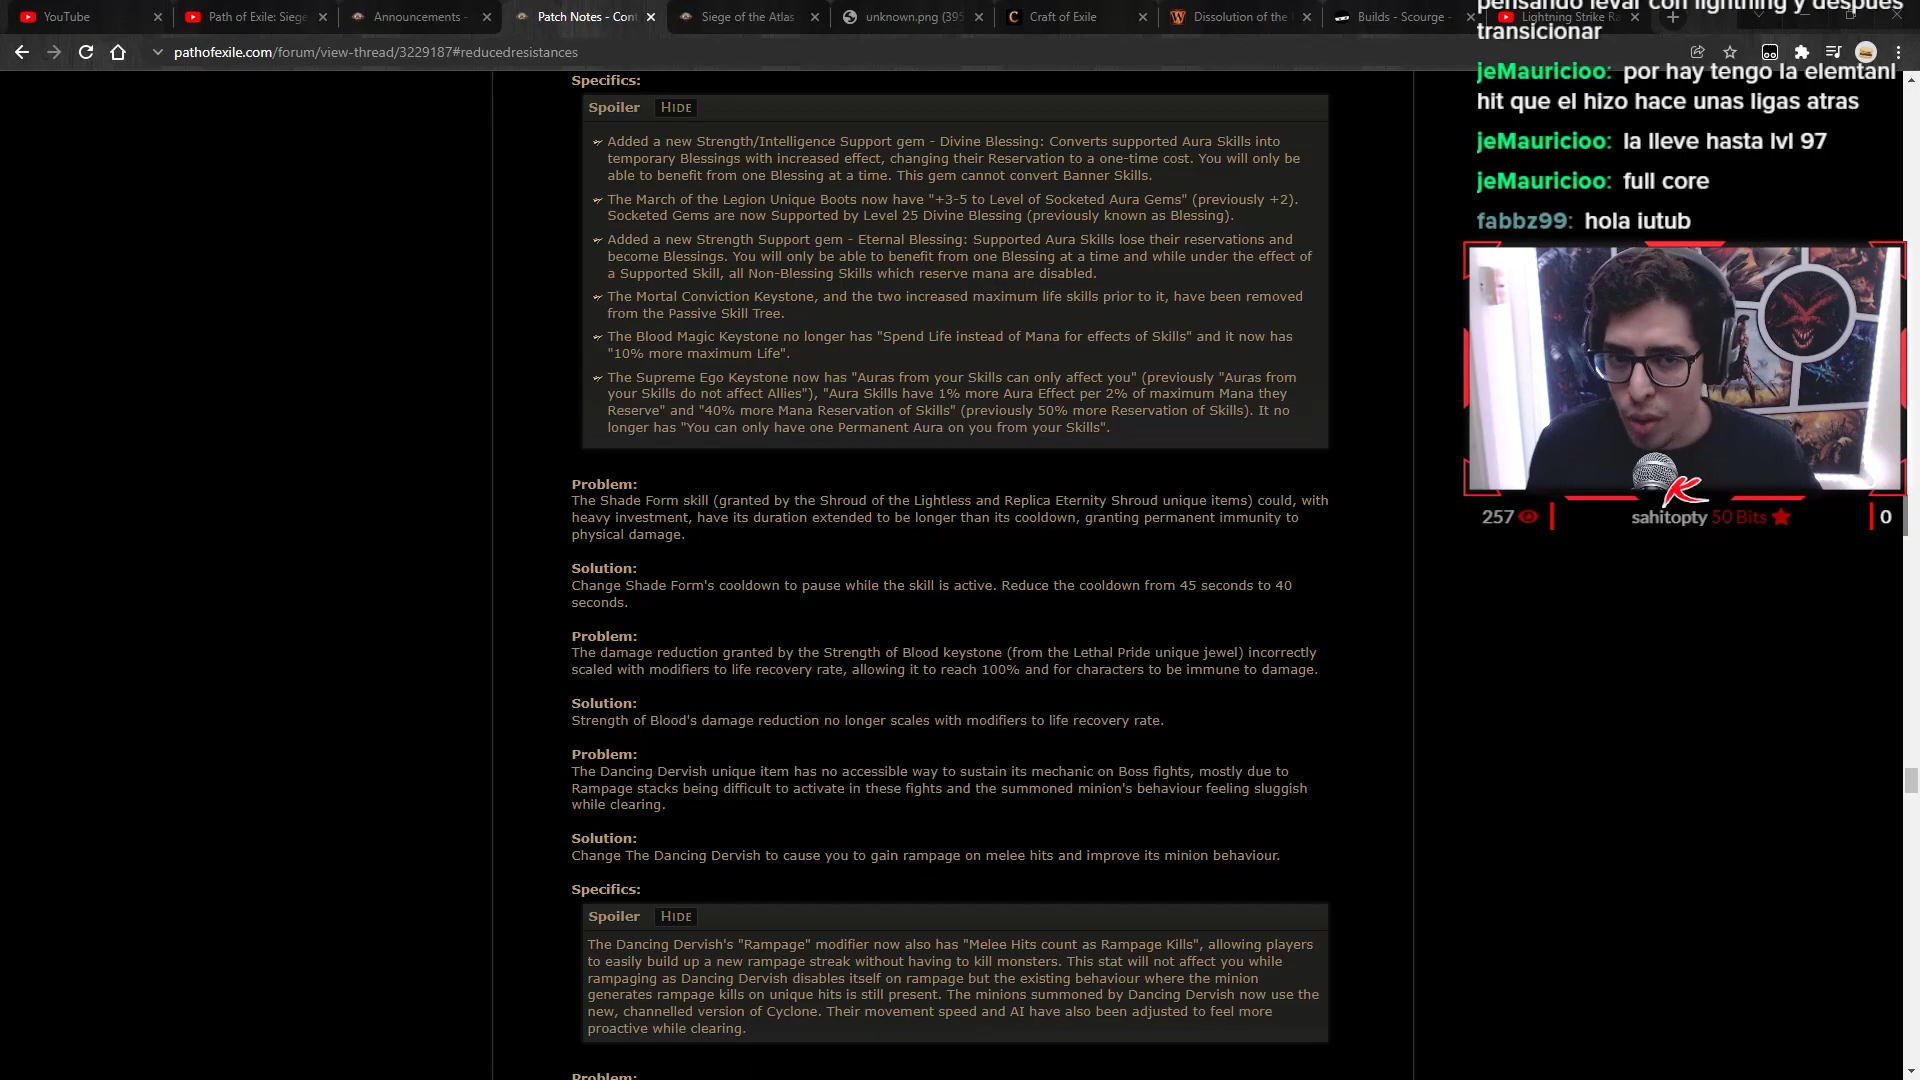 YouTube
Path of Exile: Siege
Announcements -
Patch Notes - Cont
Siege of the Atlas
unknown.png (395
Craft of Exile
Dissolution of the
Builds - Scourge -
Lightning Strike Ra
pathofexile.com/forum/view-thread/3229187#reducedresistances
Specifics:
Spoiler HIDE
Added a new Strength/Intelligence Support gem - Divine Blessing: Converts supported Aura Skills into
temporary Blessings with increased effect, changing their Reservation to a one-time cost. You will only be
able to benefit from one Blessing at a time. This gem cannot convert Banner Skills.
The March of the Legion Unique Boots now have "+3-5 to Level of Socketed Aura Gems" (previously +2).
Socketed Gems are now Supported by Level 25 Divine Blessing (previously known as Blessing).
Added a new Strength Support gem - Eternal Blessing: Supported Aura Skills lose their reservations and
become Blessings. You will only be able to benefit from one Blessing at a time and while under the effect of
a Supported Skill, all Non-Blessing Skills which reserve mana are disabled.
The Mortal Conviction Keystone, and the two increased maximum life skills prior to it, have been removed
from the Passive Skill Tree.
The Blood Magic Keystone no longer has "Spend Life instead of Mana for effects of Skills" and it now has
"10% more maximum Life".
The Supreme Ego Keystone now has "Auras from your Skills can only affect you" (previously "Auras from
your Skills do not affect Allies"), "Aura Skills have 1% more Aura Effect per 2% of maximum Mana they
Reserve" and "40% more Mana Reservation of Skills" (previously 50% more Reservation of Skills). It no
longer has "You can only have one Permanent Aura on you from your Skills".
Problem:
The Shade Form skill (granted by the Shroud of the Lightless and Replica Eternity Shroud unique items) could, with
heavy investment, have its duration extended to be longer than its cooldown, granting permanent immunity to
physical damage.
Solution:
Change Shade Form's cooldown to pause while the skill is active. Reduce the cooldown from 45 seconds to 40
seconds.
Problem:
The damage reduction granted by the Strength of Blood keystone (from the Lethal Pride unique jewel) incorrectly
scaled with modifiers to life recovery rate, allowing it to reach 100% and for characters to be immune to damage.
Solution:
Strength of Blood's damage reduction no longer scales with modifiers to life recovery rate.
Problem:
The Dancing Dervish unique item has no accessible way to sustain its mechanic on Boss fights, mostly due to
Rampage stacks being difficult to activate in these fights and the summoned minion's behaviour feeling sluggish
while clearing.
Solution:
Change The Dancing Dervish to cause you to gain rampage on melee hits and improve its minion behaviour.
Specifics:
Spoiler HIDE
The Dancing Dervish's "Rampage" modifier now also has "Melee Hits count as Rampage Kills", allowing players
to easily build up a new rampage streak without having to kill monsters. This stat will not affect you while
rampaging as Dancing Dervish disables itself on rampage but the existing behaviour where the minion
generates rampage kills on unique hits is still present. The minions summoned by Dancing Dervish now use the
new, channelled version of Cyclone. Their movement speed and AI have also been adjusted to feel more
proactive while clearing.
Problem:
pensando levar con lightning y despues
transicionar
jeMauricioo: por hay tengo la elemtanl
hit que el hizo hace unas ligas atras
jeMauricioo: la lleve hasta lvl 97
jeMauricioo: full core
fabbz99: hola iutub
257 sahitopty 50 Bits 0